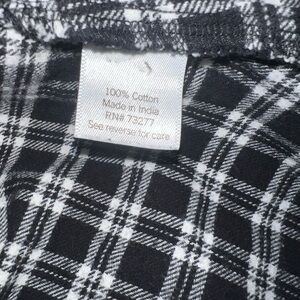 100% Cotton
Made in India
RN# 73277
See reverse for care